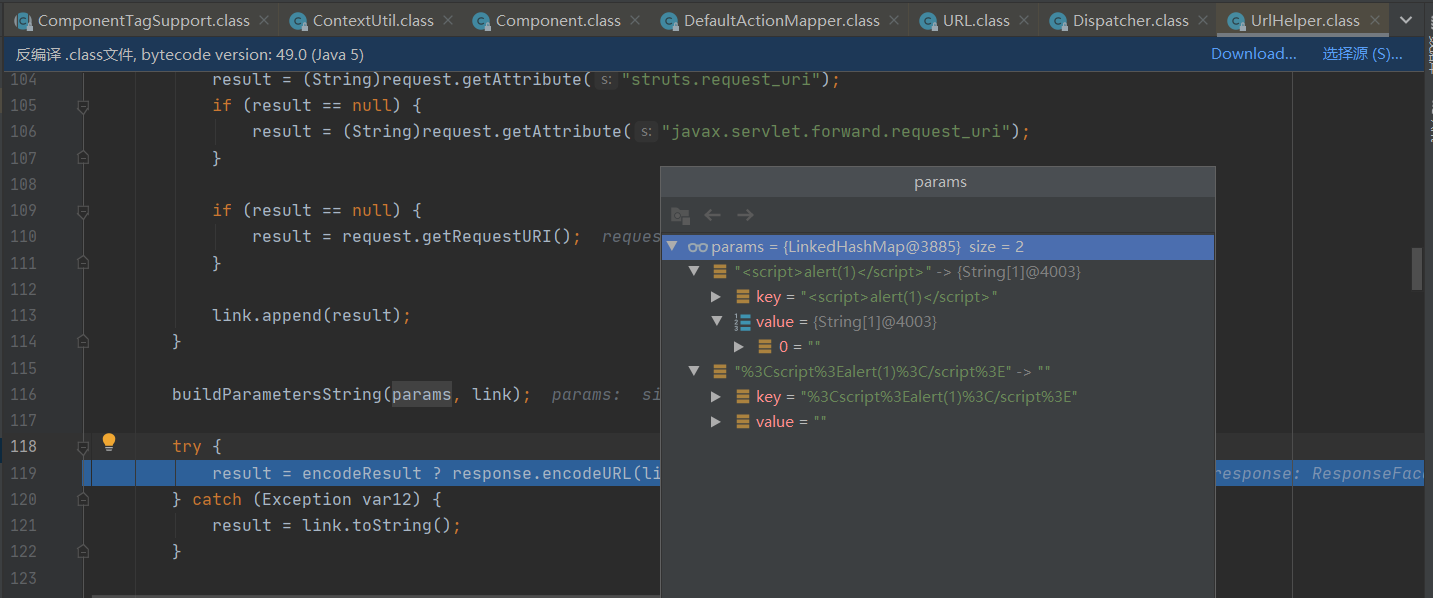 ComponentTagSupport.class ContextUtil.class Component.class DefaultActionMapper.class URL.class Dispatcher.class UrlHelper.class
反编译 .class文件, bytecode version: 49.0 (Java 5) Download... 选择源 (S)...
104 result = (String)request.getAttribute( s: "struts.request_uri");
105 if (result == null) {
106 result = (String)request.getAttribute( s: "javax.servlet.forward.request_uri");
107 }
108
109 if (result == null) {
110 result = request.getRequestURI(); reques
111 }
112
113 link.append(result);
114 }
115
116 buildParametersString(params, link); params: si
117
118 try {
119 result = encodeResult ? response.encodeURL(li response: ResponseFac
120 } catch (Exception var12) {
121 result = link.toString();
122 }
123
params
params = {LinkedHashMap@3885} size = 2
"<script>alert(1)</script>" -> {String[1]@4003}
key = "<script>alert(1)</script>"
value = {String[1]@4003}
0 = ""
"%3Cscript%3Ealert(1)%3C/script%3E" -> ""
key = "%3Cscript%3Ealert(1)%3C/script%3E"
value = ""